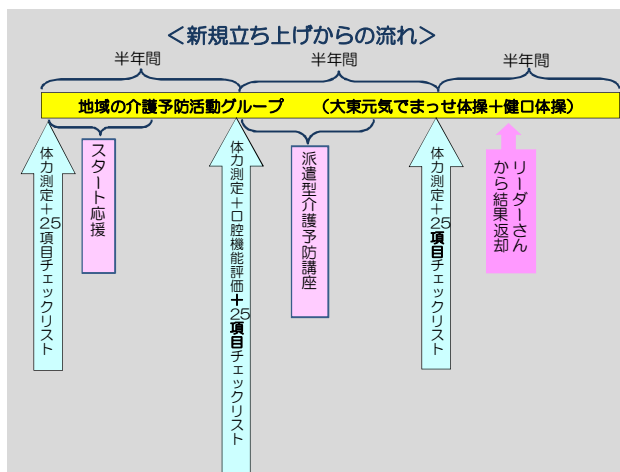 ＜新規立ち上げからの流れ＞
半年間
半年間
半年間
地域の介護予防活動グループ　（大東元気でまっせ体操＋健口体操）
体力測定＋25項目チェックリスト
スタート応援
体力測定＋口腔機能評価＋25項目チェックリスト
派遣型介護予防講座
体力測定＋25項目チェックリスト
リーダーさん
から結果返却